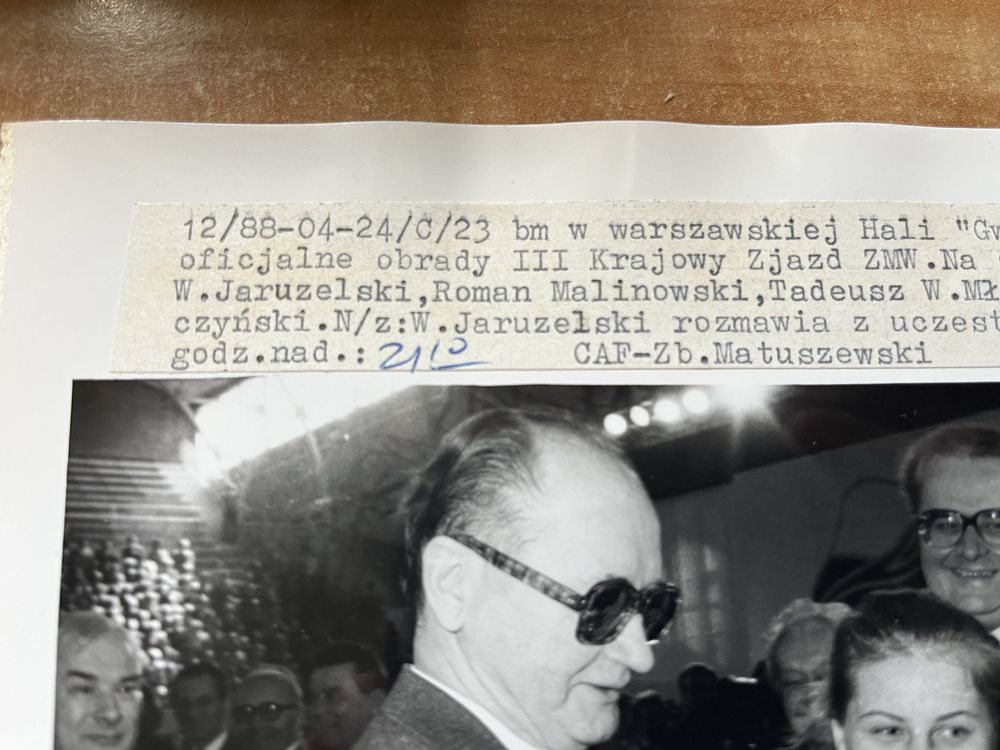 12/88-04-24/C/23 bm w warszawskiej Hali "Gw
oficjalne obrady III Krajowy Zjazd ZMW.Na
W.Jaruzelski,Roman Malinowski,Tadeusz W.Mł
czyński.N/z:W.Jaruzelski rozmawia z uczest
godz.nad.: 2110 CAF-Zb.Matuszewski